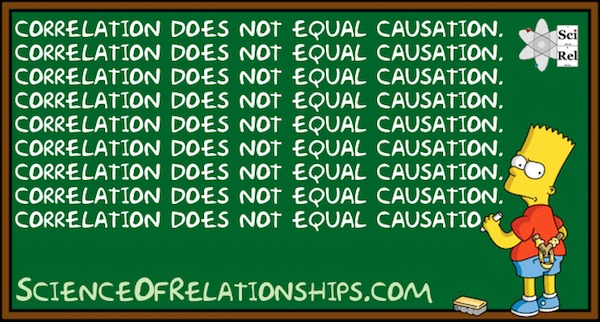 CORRELATION DOES NOT EQUAL CAUSATION.
CORRELATION DOES NOT EQUAL CAUSATION.
CORRELATION DOES NOT EQUAL CAUSATION.
CORRELATION DOES NOT EQUAL CAUSATION.
CORRELATION DOES NOT EQUAL CAUSATION.
CORRELATION DOES NOT EQUAL CAUSATION.
CORRELATION DOES NOT EQUAL CAUSATION.
CORRELATION DOES NOT EQUAL CAUSATION.
CORRELATION DOES NOT EQUAL CAUSATIO
Sci
Rel
SCIENCEOFRELATIONSHIPS.COM